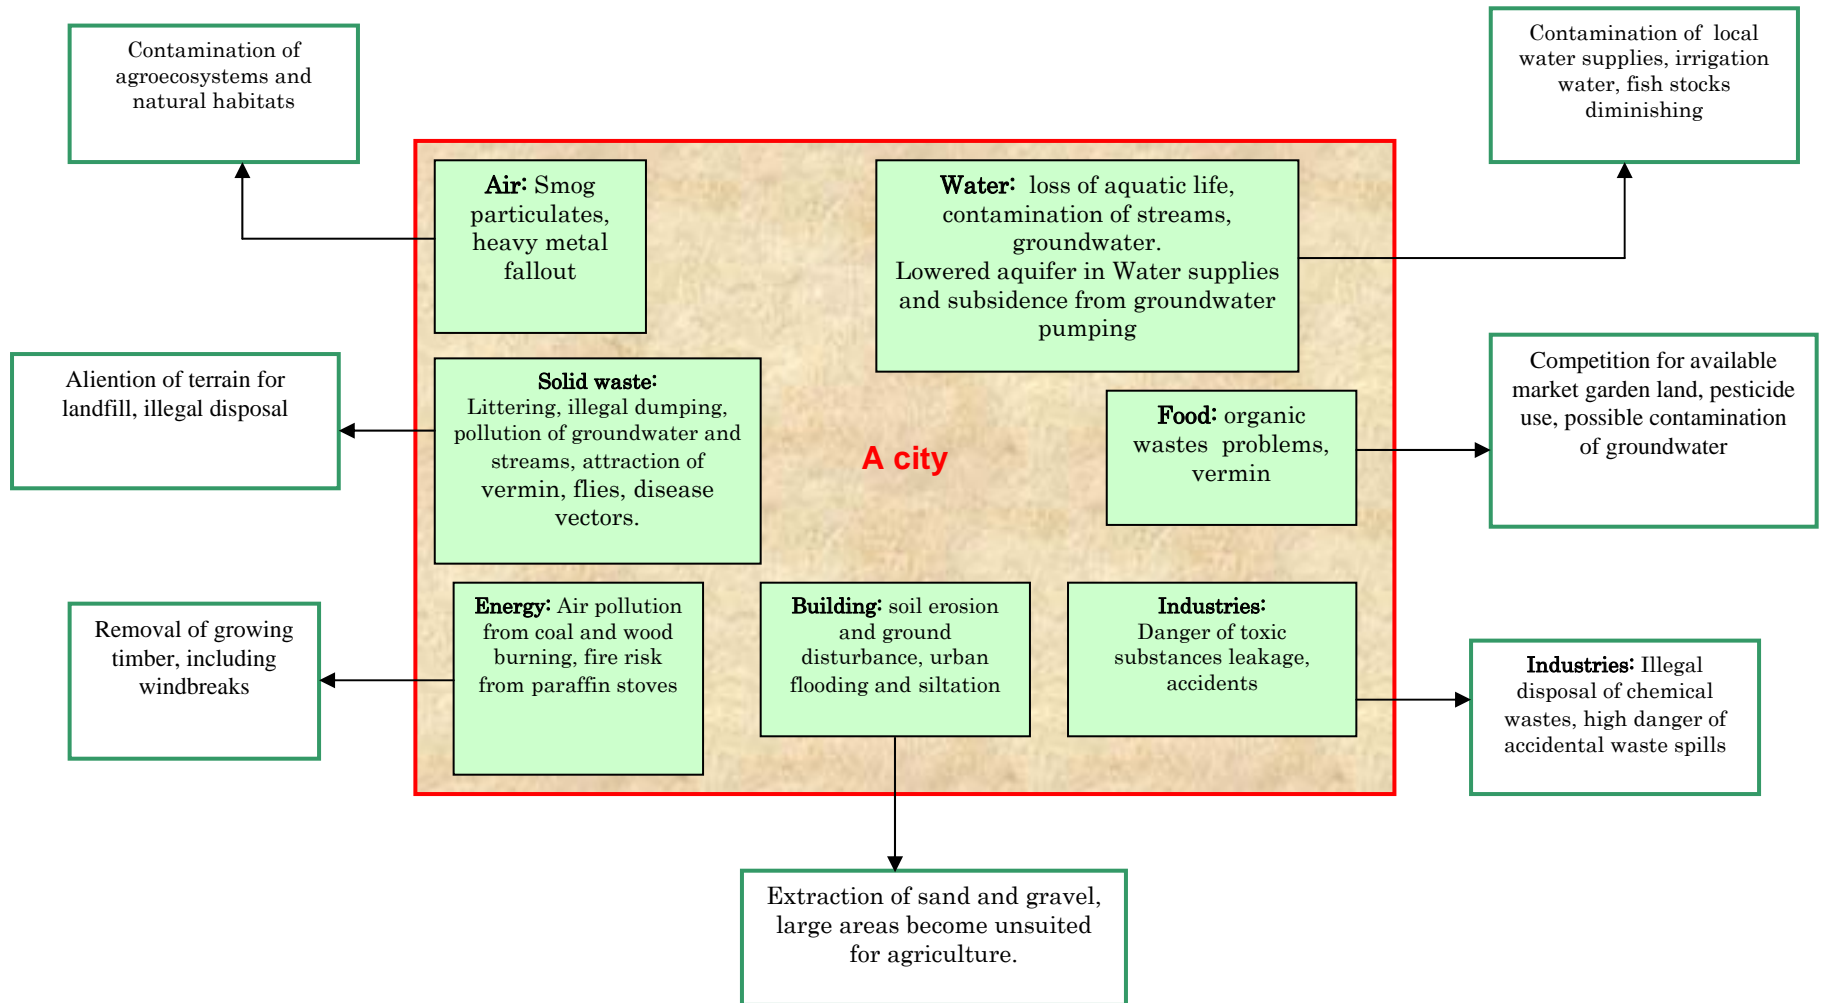 Contamination of
agroecosystems and
natural habitats
Contamination of local
water supplies, irrigation
water, fish stocks
diminishing
Air: Smog
particulates,
heavy metal
fallout
Water: loss of aquatic life,
contamination of streams,
groundwater.
Lowered aquifer in Water supplies
and subsidence from groundwater
pumping
Aliention of terrain for
landfill, illegal disposal
Solid waste:
Littering, illegal dumping,
pollution of groundwater and
streams, attraction of
vermin, flies, disease
vectors.
A city
Food: organic
wastes problems,
vermin
Competition for available
market garden land, pesticide
use, possible contamination
of groundwater
Removal of growing
timber, including
windbreaks
Energy: Air pollution
from coal and wood
burning, fire risk
from paraffin stoves
Building: soil erosion
and ground
disturbance, urban
flooding and siltation
Industries:
Danger of toxic
substances leakage,
accidents
Industries: Illegal
disposal of chemical
wastes, high danger of
accidental waste spills
Extraction of sand and gravel,
large areas become unsuited
for agriculture.